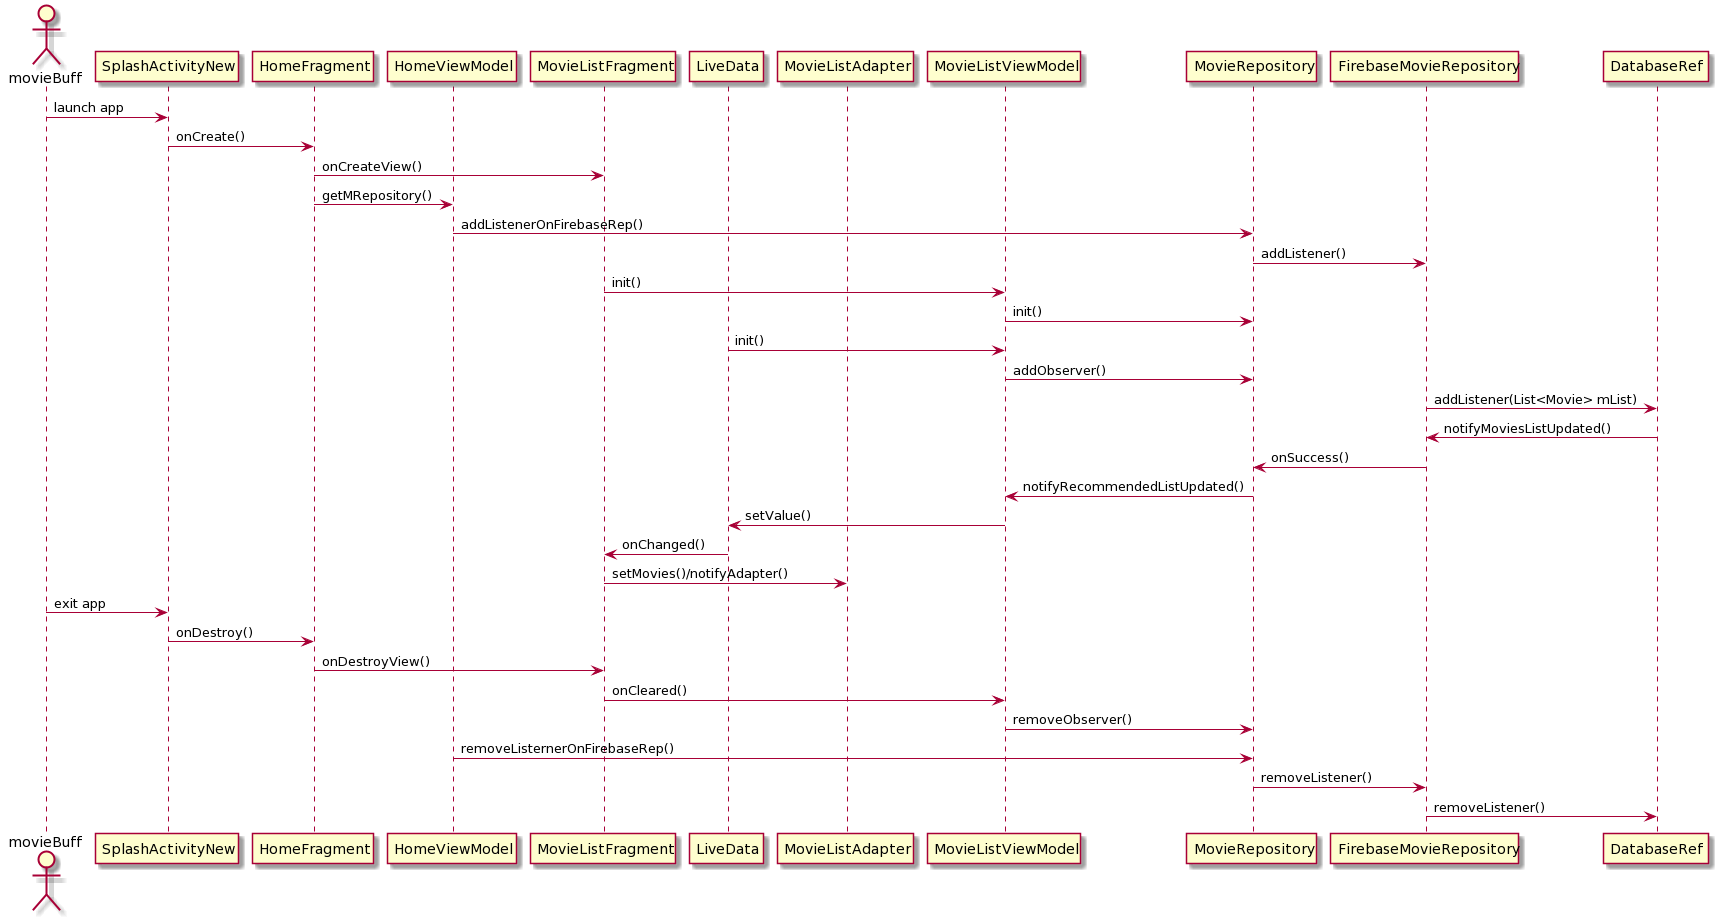 movieBuff
SplashActivityNew
HomeFragment
HomeViewModel
MovieListFragment
LiveData
MovieListAdapter
MovieListViewModel
MovieRepository
FirebaseMovieRepository
DatabaseRef
launch app
onCreate()
onCreateView()
getMRepository()
addListenerOnFirebaseRep()
addListener()
init()
init()
init()
addObserver()
addListener(List<Movie> mList)
notifyMoviesListUpdated()
onSuccess()
notifyRecommendedListUpdated()
setValue()
onChanged()
setMovies()/notifyAdapter()
exit app
onDestroy()
onDestroyView()
onCleared()
removeObserver()
removeListernerOnFirebaseRep()
removeListener()
removeListener()
movieBuff
SplashActivityNew
HomeFragment
HomeViewModel
MovieListFragment
LiveData
MovieListAdapter
MovieListViewModel
MovieRepository
FirebaseMovieRepository
DatabaseRef